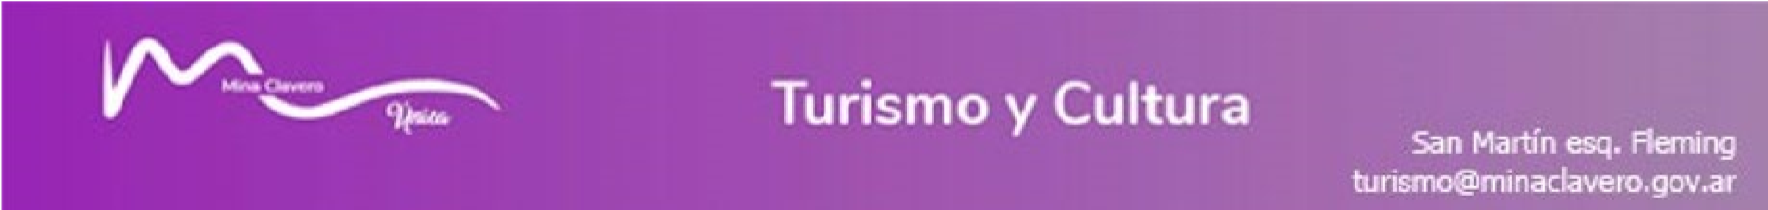 Mina Clavero
Única
Turismo y Cultura
San Martín esq. Fleming
turismo@minaclavero.gov.ar